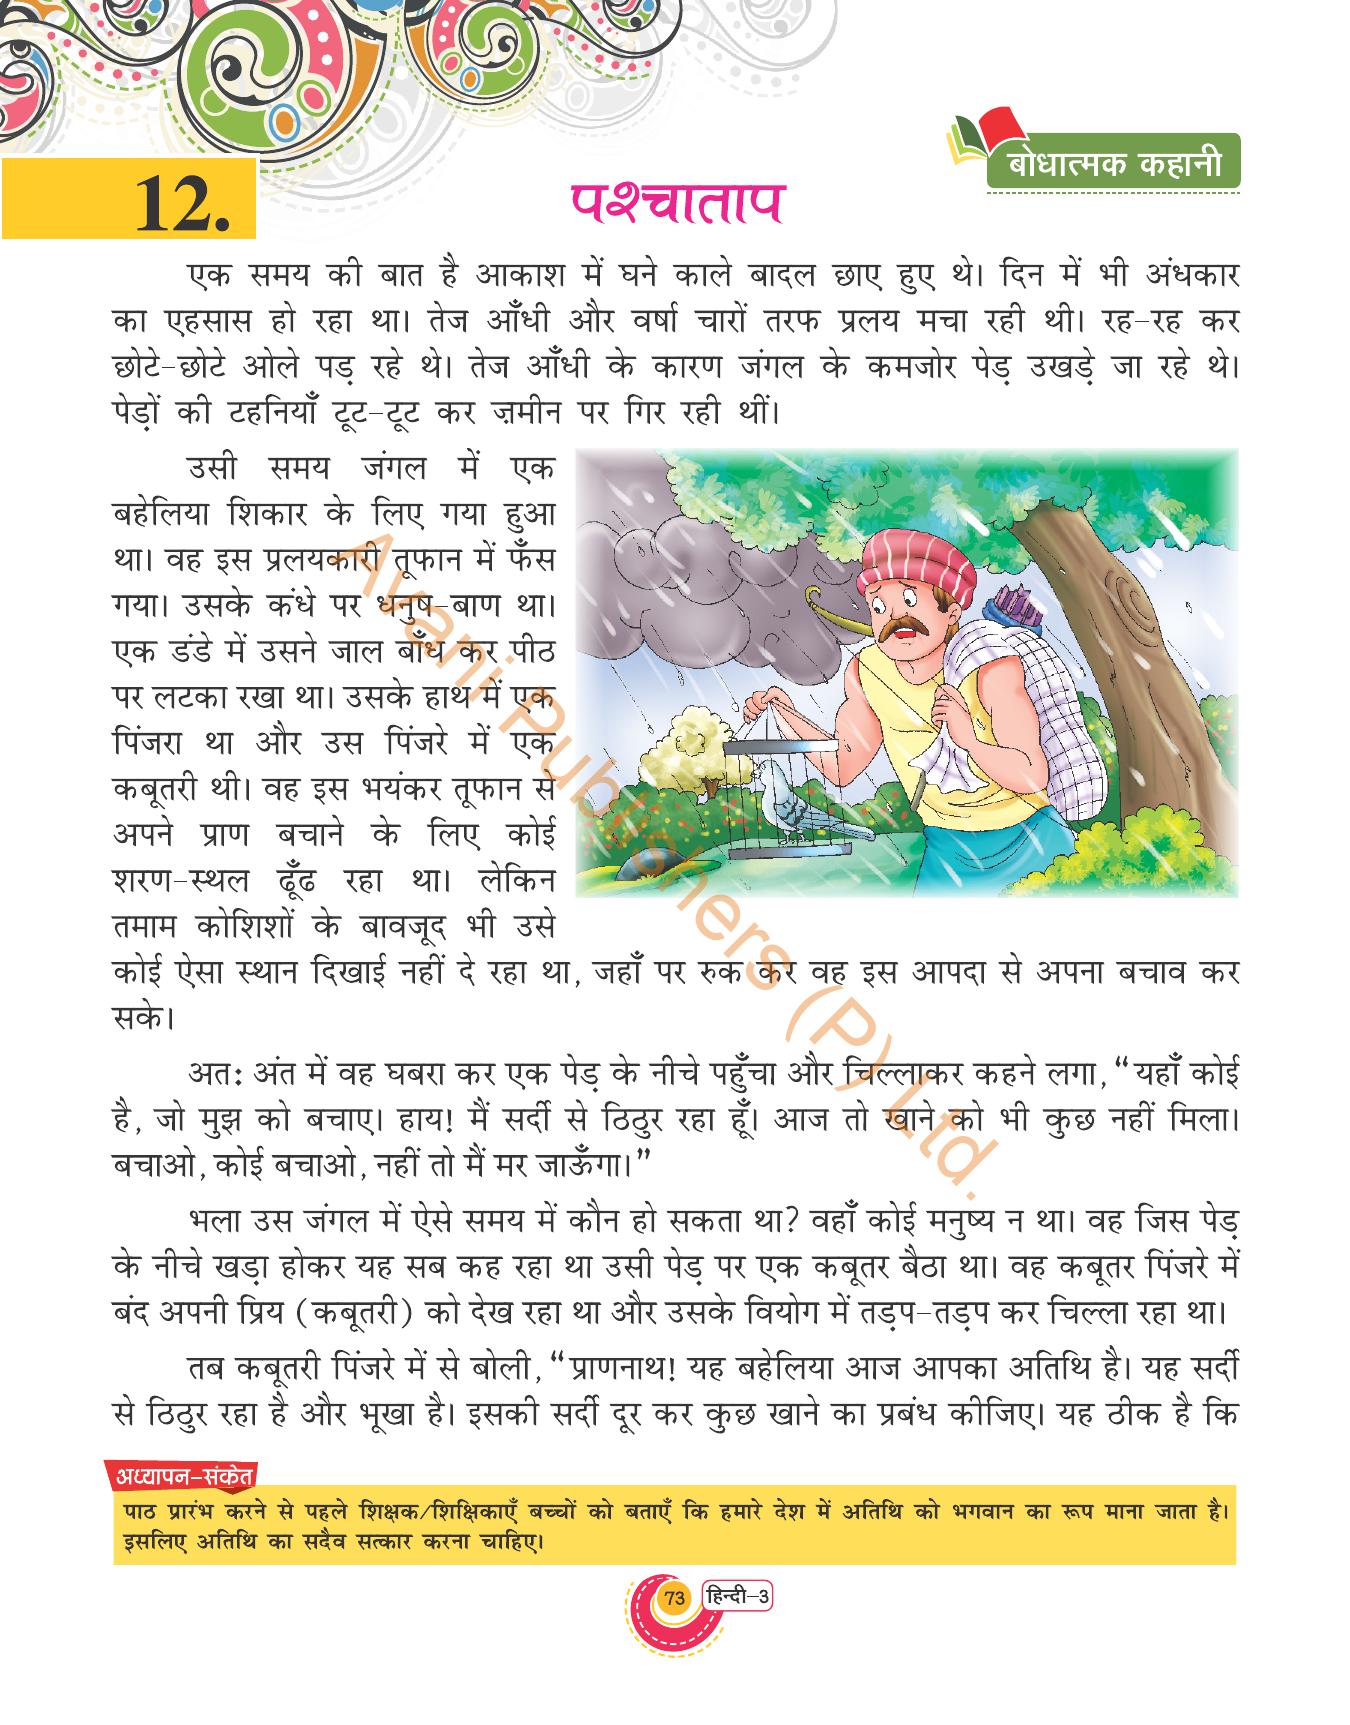 बोधात्मक कहानी
12.
पश्चाताप
एक समय की बात है आकाश में घने काले बादल छाए हुए थे। दिन में भी अंधकार
का एहसास हो रहा था। तेज आँधी और वर्षा चारों तरफ प्रलय मचा रही थी। रह-रह कर
छोटे-छोटे ओले पड़ रहे थे। तेज आँधी के कारण जंगल के कमजोर पेड़ उखड़े जा रहे थे।
पेड़ों की टहनियाँ टूट-टूट कर ज़मीन पर गिर रही थीं।
उसी समय जंगल में एक
बहेलिया शिकार के लिए गया हुआ
था। वह इस प्रलयकारी तूफान में फँस
गया। उसके कंधे पर धनुष-बाण था।
एक डंडे में उसने जाल बाँध कर पीठ
पर लटका रखा था। उसके हाथ में एक
पिंजरा था और उस पिंजरे में एक
कबूतरी थी। वह इस भयंकर तूफान से
अपने प्राण बचाने के लिए कोई
शरण-स्थल ढूँढ रहा था। लेकिन
तमाम कोशिशों के बावजूद भी उसे
कोई ऐसा स्थान दिखाई नहीं दे रहा था, जहाँ पर रुक कर वह इस आपदा से अपना बचाव कर
सके।
अतः अंत में वह घबरा कर एक पेड़ के नीचे पहुँचा और चिल्लाकर कहने लगा, “यहाँ कोई
है, जो मुझ को बचाए। हाय! मैं सर्दी से ठिठुर रहा हूँ। आज तो खाने को भी कुछ नहीं मिला।
बचाओ, कोई बचाओ, नहीं तो मैं मर जाऊँगा।”
भला उस जंगल में ऐसे समय में कौन हो सकता था? वहाँ कोई मनुष्य न था। वह जिस पेड़
के नीचे खड़ा होकर यह सब कह रहा था उसी पेड़ पर एक कबूतर बैठा था। वह कबूतर पिंजरे में
बंद अपनी प्रिय (कबूतरी) को देख रहा था और उसके वियोग में तड़प-तड़प कर चिल्ला रहा था।
तब कबूतरी पिंजरे में से बोली, “प्राणनाथ! यह बहेलिया आज आपका अतिथि है। यह सर्दी
से ठिठुर रहा है और भूखा है। इसकी सर्दी दूर कर कुछ खाने का प्रबंध कीजिए। यह ठीक है कि
Avani Publishers (P) Ltd.
अध्यापन-संकेत
पाठ प्रारंभ करने से पहले शिक्षक/शिक्षिकाएँ बच्चों को बताएँ कि हमारे देश में अतिथि को भगवान का रूप माना जाता है।
इसलिए अतिथि का सदैव सत्कार करना चाहिए।
73 हिन्दी-3